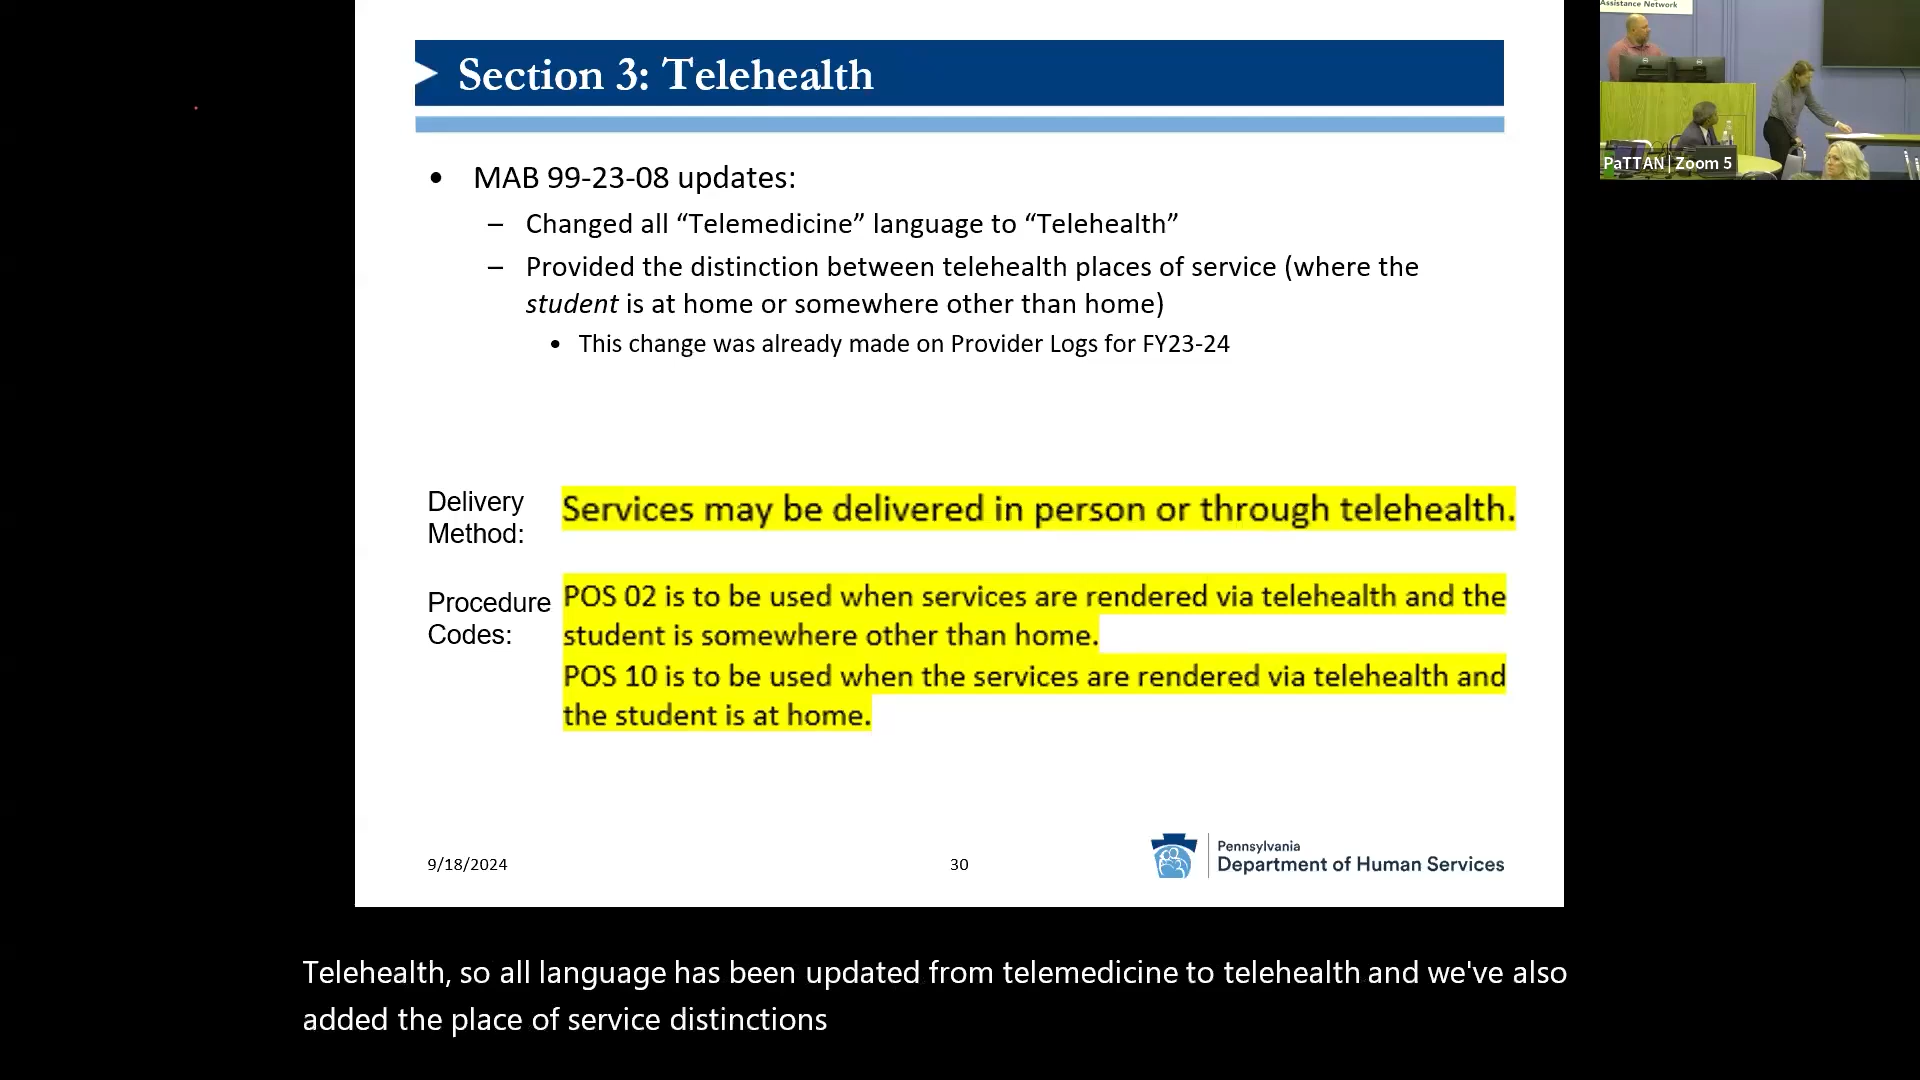 Section 3: Telehealth
Assistance Network
PaTTAN | Zoom 5
• MAB 99-23-08 updates:
– Changed all “Telemedicine” language to “Telehealth”
– Provided the distinction between telehealth places of service (where the
student is at home or somewhere other than home)
• This change was already made on Provider Logs for FY23-24
Delivery
Method:
Services may be delivered in person or through telehealth.
Procedure
Codes:
POS 02 is to be used when services are rendered via telehealth and the
student is somewhere other than home.
POS 10 is to be used when the services are rendered via telehealth and
the student is at home.
9/18/2024
30
Pennsylvania
Department of Human Services
Telehealth, so all language has been updated from telemedicine to telehealth and we've also
added the place of service distinctions